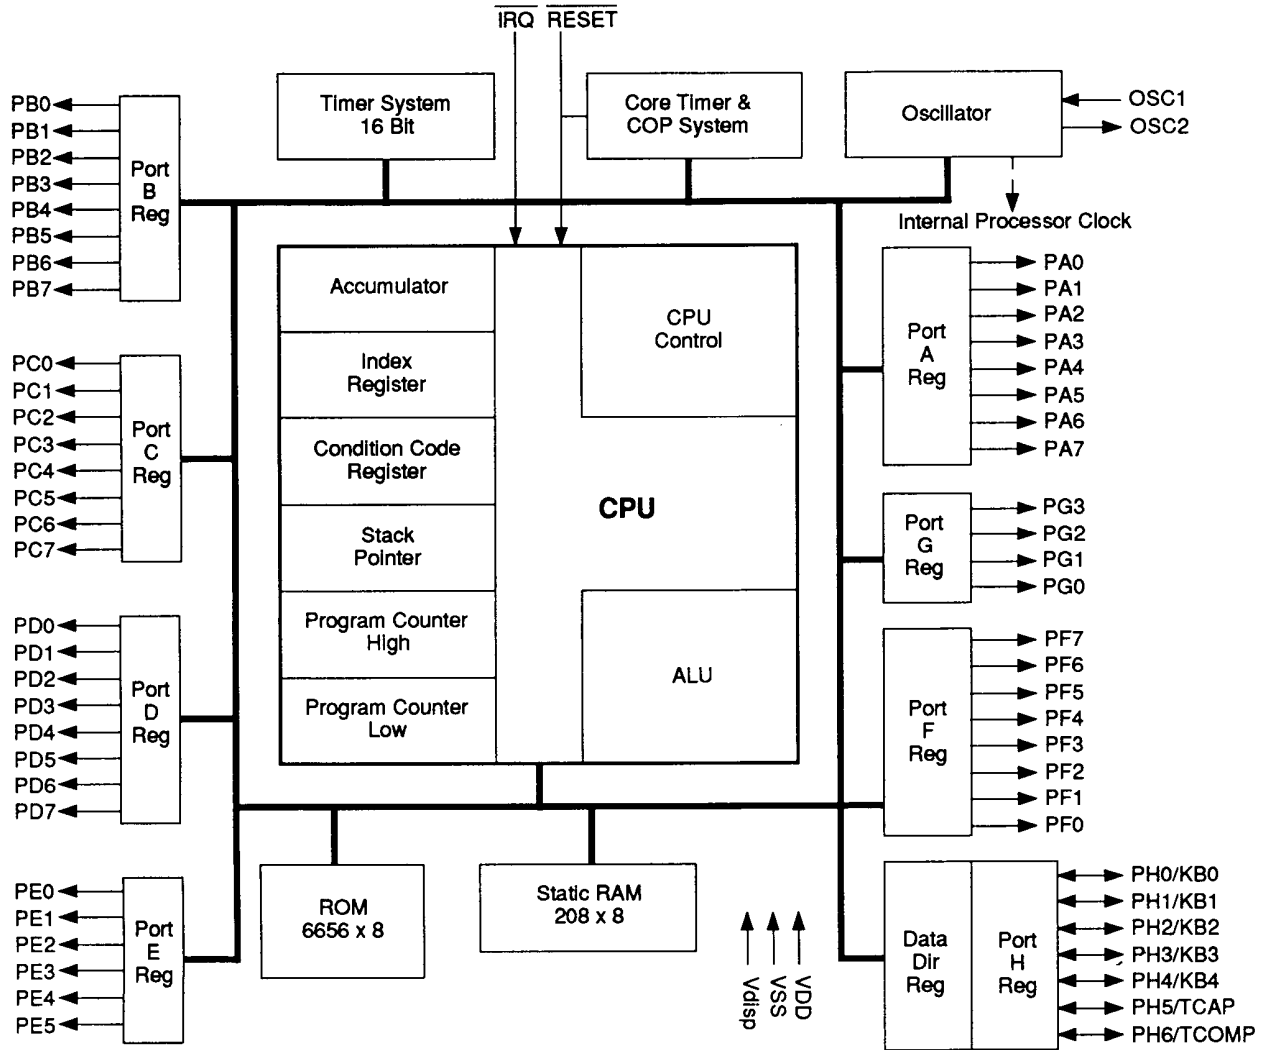 IRQ RESET
Timer System
16 Bit
Core Timer &
COP System
Oscillator
OSC1
OSC2
Internal Processor Clock
PB0
PB1
PB2
PB3
PB4
PB5
PB6
PB7
Port
B
Reg
PC0
PC1
PC2
PC3
PC4
PC5
PC6
PC7
Port
C
Reg
PD0
PD1
PD2
PD3
PD4
PD5
PD6
PD7
Port
D
Reg
PE0
PE1
PE2
PE3
PE4
PE5
Port
E
Reg
Accumulator
Index
Register
Condition Code
Register
Stack
Pointer
Program Counter
High
Program Counter
Low
CPU
Control
CPU
ALU
ROM
6656 x 8
Static RAM
208 x 8
Vdisp
VSS
VDD
Port
A
Reg
PA0
PA1
PA2
PA3
PA4
PA5
PA6
PA7
Port
G
Reg
PG3
PG2
PG1
PG0
Port
F
Reg
PF7
PF6
PF5
PF4
PF3
PF2
PF1
PF0
Data
Dir
Reg
Port
H
Reg
PH0/KB0
PH1/KB1
PH2/KB2
PH3/KB3
PH4/KB4
PH5/TCAP
PH6/TCOMP